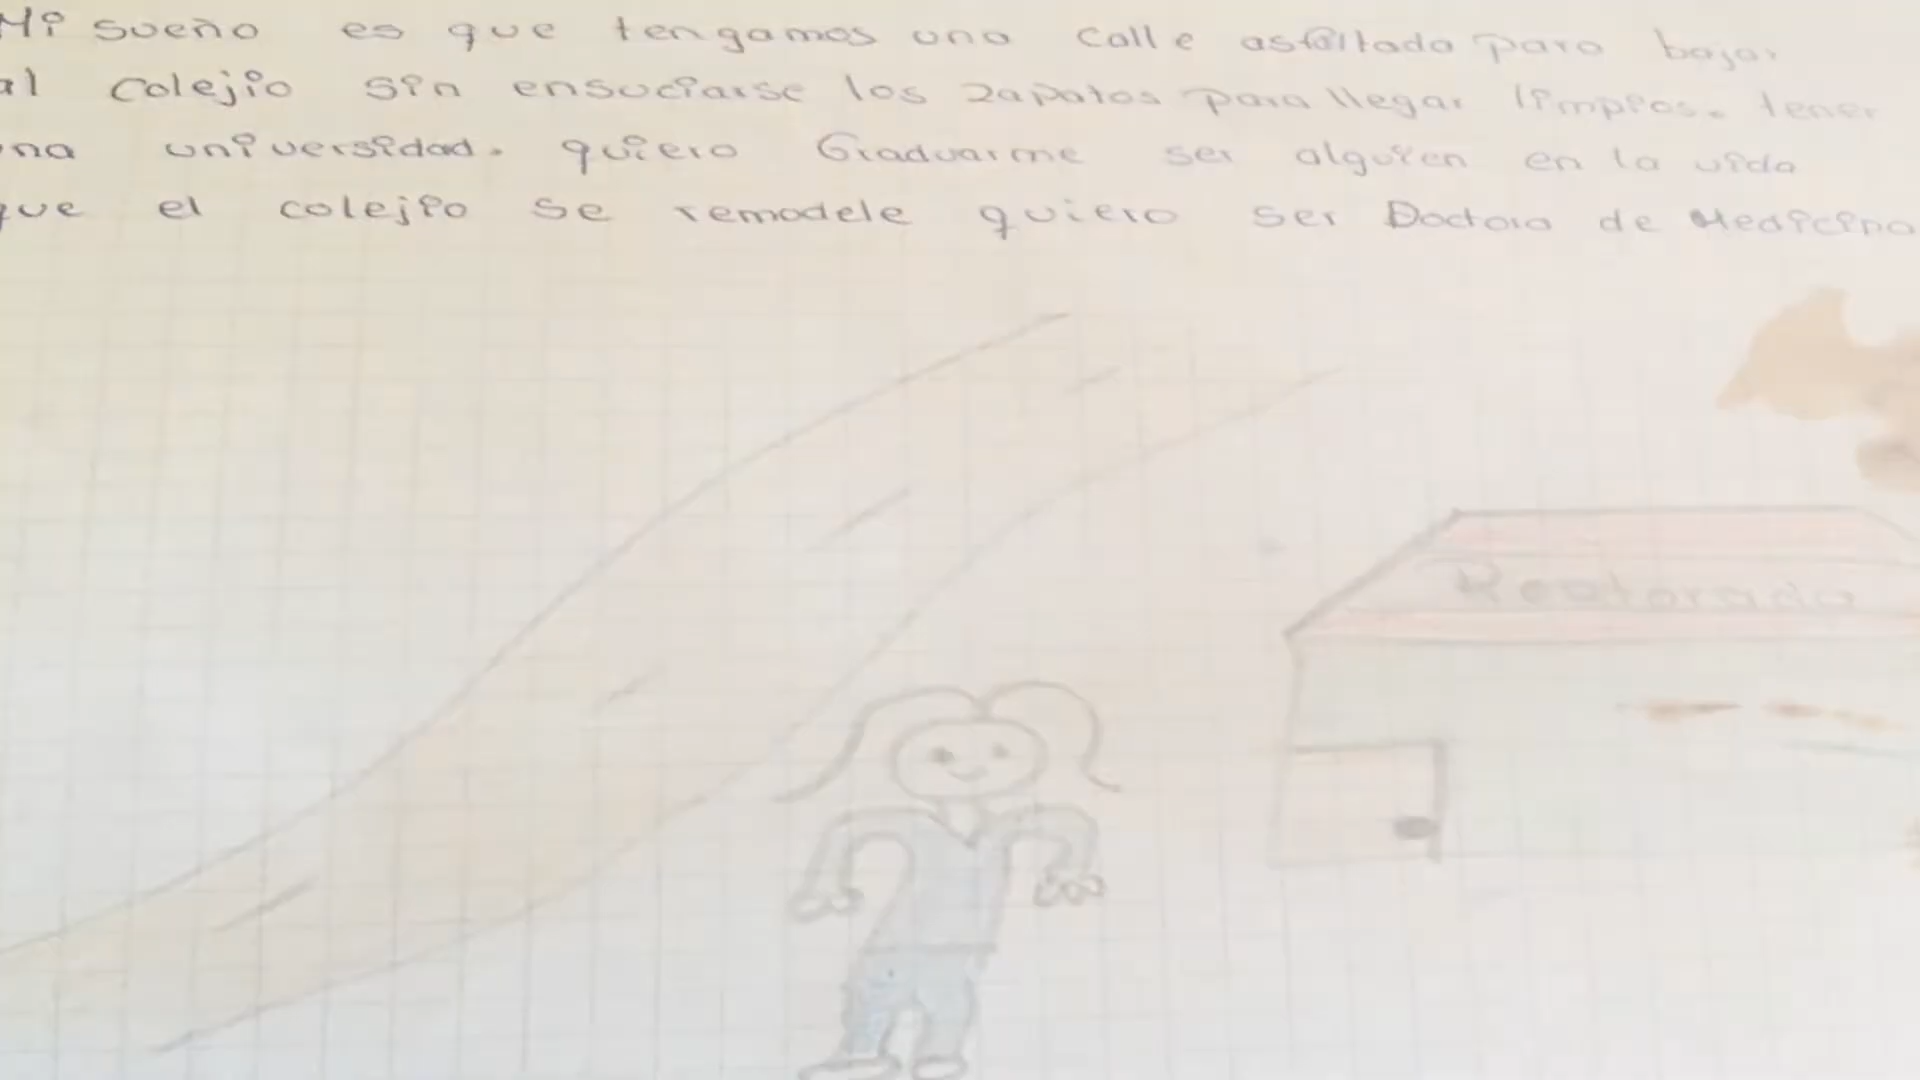 Mi sueño es que tengamos una calle asfaltada para bajar
al colejio sin ensuciarse los zapatos para llegar limpios. tener
na universidad. quiero Graduarme ser alguien en la vida
que el colejio se remodele quiero ser Doctora de Medicina
Rectorado